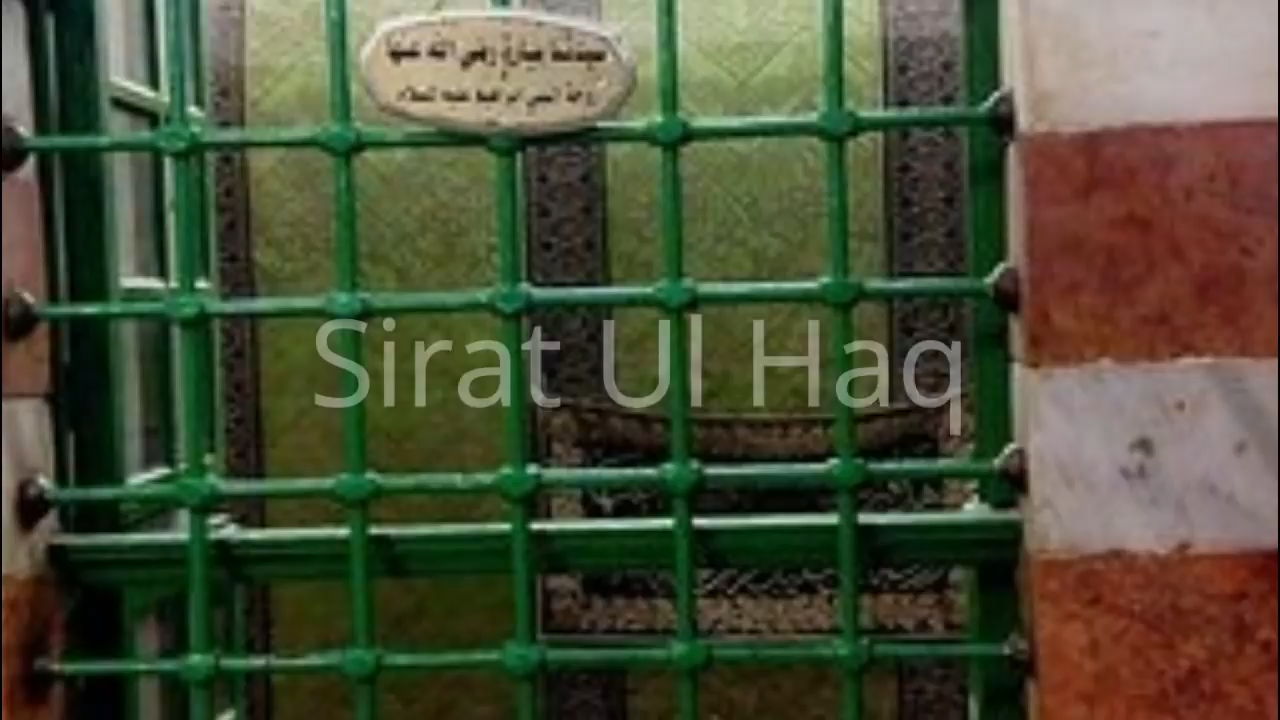 سيدتنا سارة رضي الله عنها
زوجة النبي ابراهيم عليه السلام
Sirat Ul Haq